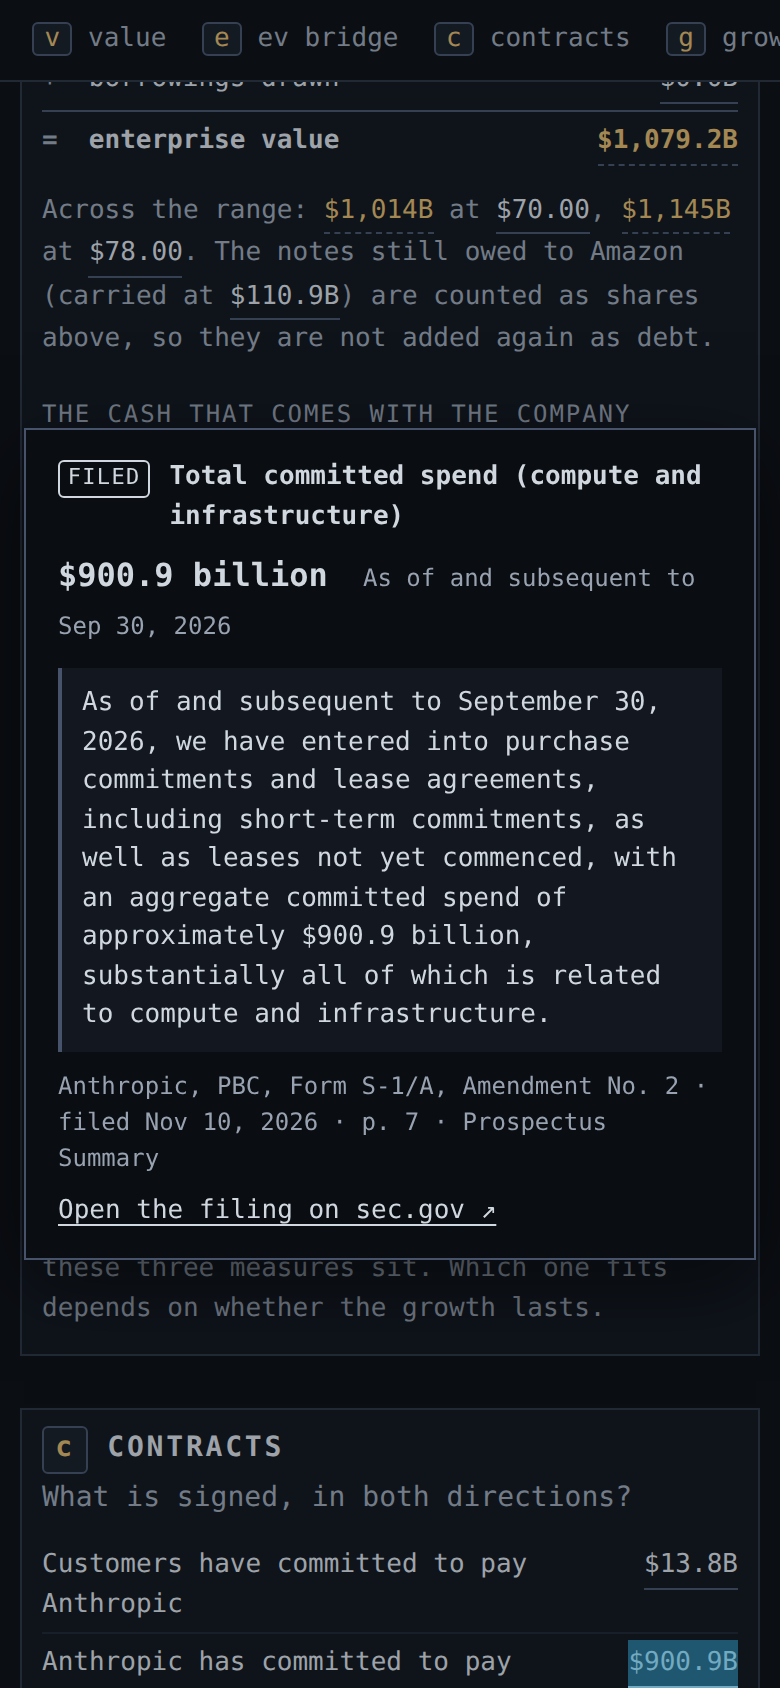 v value e ev bridge c contracts g grow
borrowings drawn $0.0B
= enterprise value $1,079.2B
Across the range: $1,014B at $70.00, $1,145B
at $78.00. The notes still owed to Amazon
(carried at $110.9B) are counted as shares
above, so they are not added again as debt.
THE CASH THAT COMES WITH THE COMPANY
FILED Total committed spend (compute and
infrastructure)
$900.9 billion As of and subsequent to
Sep 30, 2026
As of and subsequent to September 30,
2026, we have entered into purchase
commitments and lease agreements,
including short-term commitments, as
well as leases not yet commenced, with
an aggregate committed spend of
approximately $900.9 billion,
substantially all of which is related
to compute and infrastructure.
Anthropic, PBC, Form S-1/A, Amendment No. 2 ·
filed Nov 10, 2026 · p. 7 · Prospectus
Summary
Open the filing on sec.gov ↗
these three measures sit. Which one fits
depends on whether the growth lasts.
c CONTRACTS
What is signed, in both directions?
Customers have committed to pay $13.8B
Anthropic
Anthropic has committed to pay $900.9B